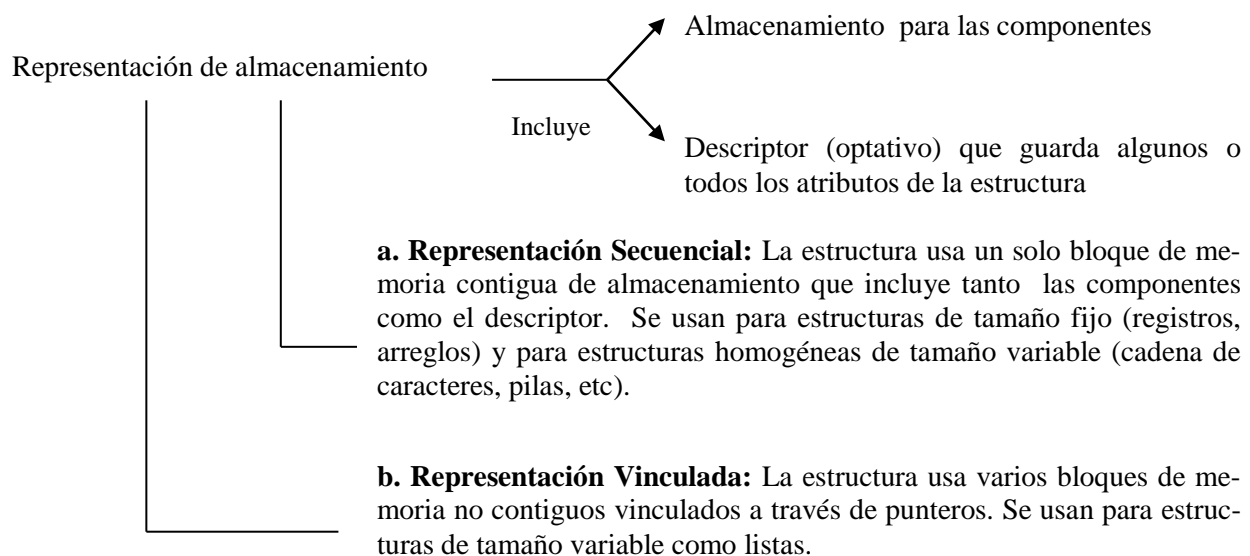 Almacenamiento para las componentes
Representación de almacenamiento
Incluye
Descriptor (optativo) que guarda algunos o
todos los atributos de la estructura
a. Representación Secuencial: La estructura usa un solo bloque de me-
moria contigua de almacenamiento que incluye tanto las componentes
como el descriptor. Se usan para estructuras de tamaño fijo (registros,
arreglos) y para estructuras homogéneas de tamaño variable (cadena de
caracteres, pilas, etc).
b. Representación Vinculada: La estructura usa varios bloques de me-
moria no contiguos vinculados a través de punteros. Se usan para estruc-
turas de tamaño variable como listas.